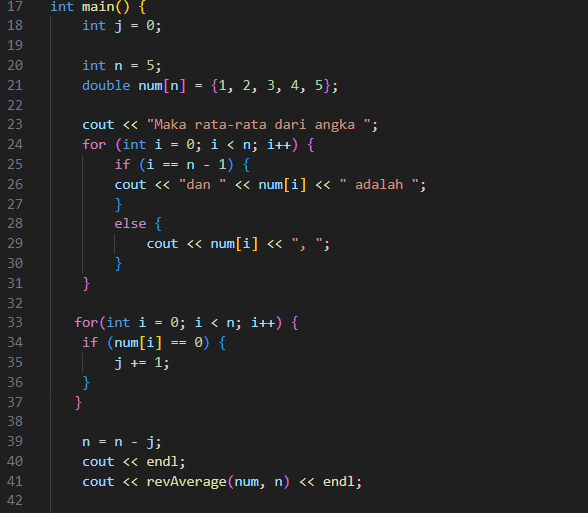 17 int main() {
18     int j = 0;
19
20     int n = 5;
21     double num[n] = {1, 2, 3, 4, 5};
22
23     cout << "Maka rata-rata dari angka ";
24     for (int i = 0; i < n; i++) {
25         if (i == n - 1) {
26         cout << "dan " << num[i] << " adalah ";
27         }
28         else {
29             cout << num[i] << ", ";
30         }
31     }
32
33    for(int i = 0; i < n; i++) {
34     if (num[i] == 0) {
35         j += 1;
36     }
37    }
38
39     n = n - j;
40     cout << endl;
41     cout << revAverage(num, n) << endl;
42